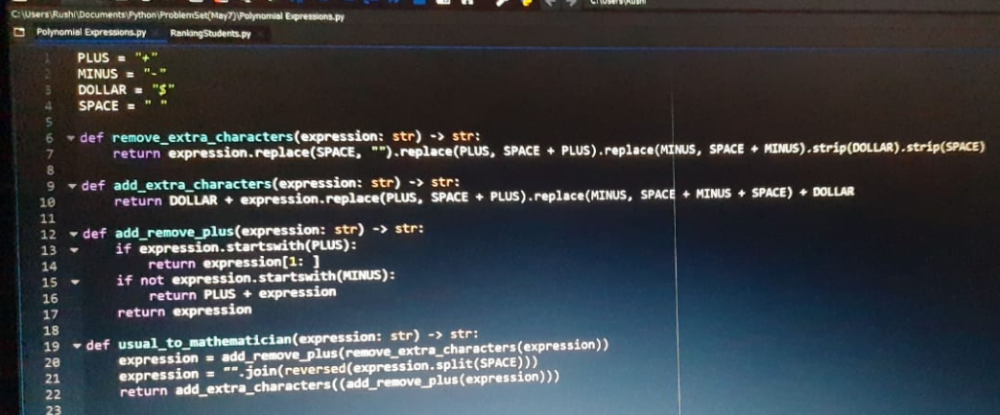 C:\Users\Rushi\Documents\Python\ProblemSet(May7)\Polynomial Expressions.py
C:\Users\Rushi
Polynomial Expressions.py RankingStudents.py
1 PLUS = "+"
2 MINUS = "-"
3 DOLLAR = "$"
4 SPACE = " "
5
6 def remove_extra_characters(expression: str) -> str:
7 return expression.replace(SPACE, "").replace(PLUS, SPACE + PLUS).replace(MINUS, SPACE + MINUS).strip(DOLLAR).strip(SPACE)
8
9 def add_extra_characters(expression: str) -> str:
10 return DOLLAR + expression.replace(PLUS, SPACE + PLUS).replace(MINUS, SPACE + MINUS + SPACE) + DOLLAR
11
12 def add_remove_plus(expression: str) -> str:
13 if expression.startswith(PLUS):
14 return expression[1: ]
15 if not expression.startswith(MINUS):
16 return PLUS + expression
17 return expression
18
19 def usual_to_mathematician(expression: str) -> str:
20 expression = add_remove_plus(remove_extra_characters(expression))
21 expression = "".join(reversed(expression.split(SPACE)))
22 return add_extra_characters((add_remove_plus(expression)))
23